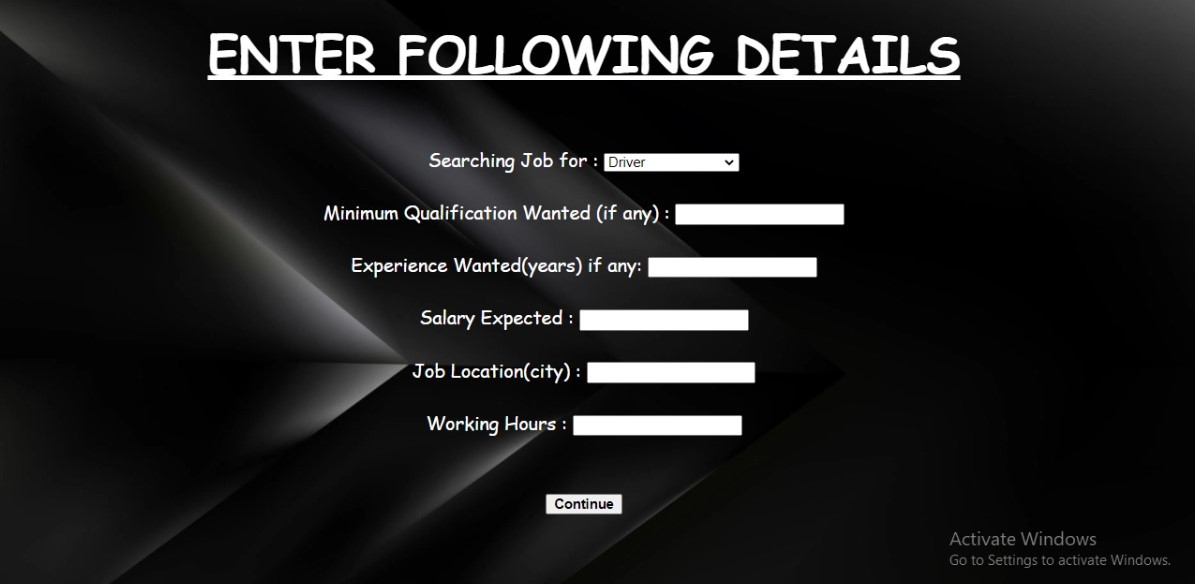 ENTER FOLLOWING DETAILS
Searching Job for : Driver
Minimum Qualification Wanted (if any) :
Experience Wanted(years) if any:
Salary Expected :
Job Location(city) :
Working Hours :
Continue
Activate Windows
Go to Settings to activate Windows.